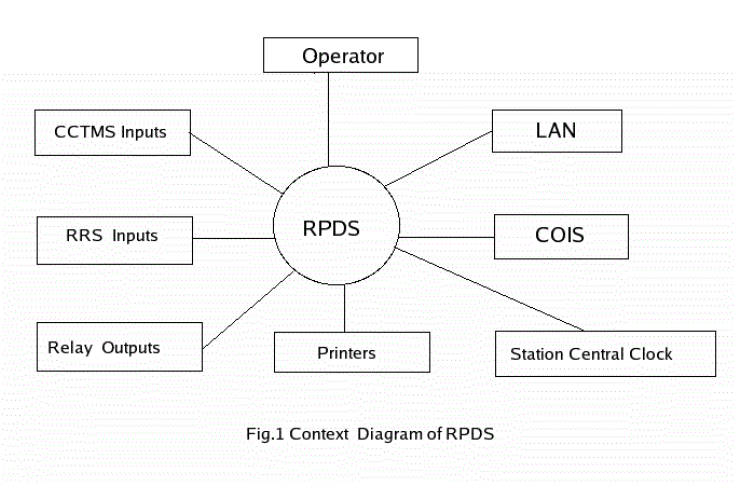 Operator
CCTMS Inputs
LAN
RPDS
RRS Inputs
COIS
Relay Outputs
Printers
Station Central Clock
Fig.1 Context Diagram of RPDS